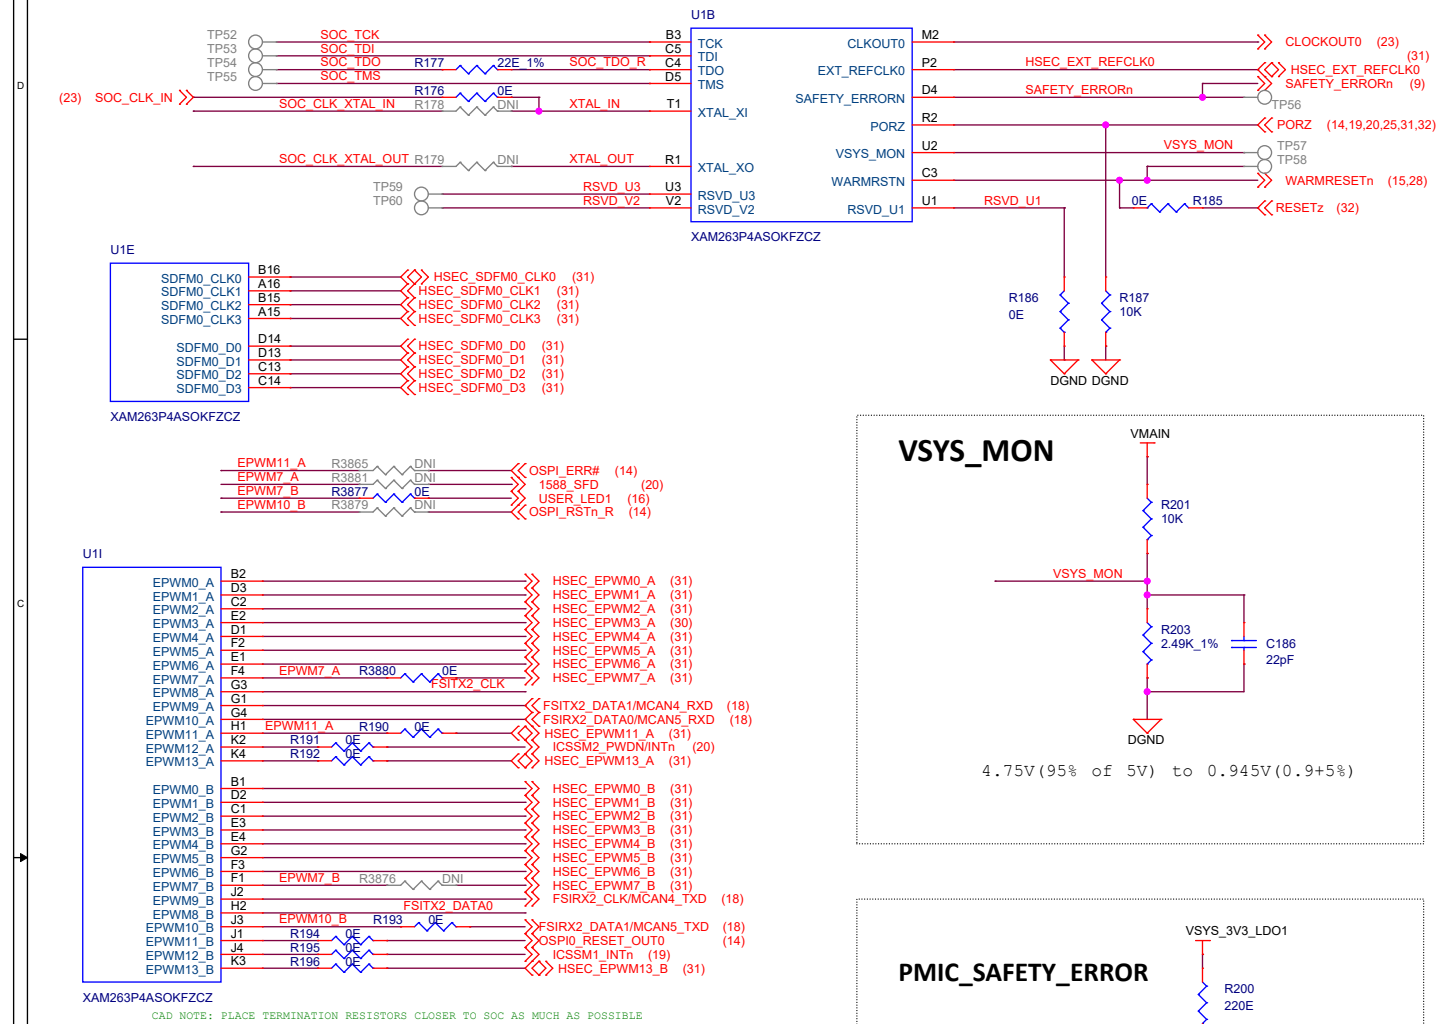 U1B
TP52 SOC_TCK B3 TCK CLKOUT0 M2 CLOCKOUT0 (23)
TP53 SOC_TDI C5 TDI
TP54 SOC_TDO R177 22E_1% SOC_TDO_R C4 TDO EXT_REFCLK0 P2 HSEC_EXT_REFCLK0 HSEC_EXT_REFCLK0 (31)
TP55 SOC_TMS D5 TMS
D
(23) SOC_CLK_IN R176 0E SAFETY_ERRORN D4 SAFETY_ERRORn SAFETY_ERRORn (9)
TP56
SOC_CLK_XTAL_IN R178 DNI XTAL_IN T1 XTAL_XI
PORZ R2 PORZ (14,19,20,25,31,32)
VSYS_MON U2 VSYS_MON TP57
TP58
SOC_CLK_XTAL_OUT R179 DNI XTAL_OUT R1 XTAL_XO
WARMRSTN C3 WARMRESETn (15,28)
TP59 RSVD_U3 U3 RSVD_U3
TP60 RSVD_V2 V2 RSVD_V2
RSVD_U1 U1 RSVD_U1 0E R185 RESETz (32)
XAM263P4ASOKFZCZ
R186 0E
R187 10K
DGND DGND
U1E
SDFM0_CLK0 B16 HSEC_SDFM0_CLK0 (31)
SDFM0_CLK1 A16 HSEC_SDFM0_CLK1 (31)
SDFM0_CLK2 B15 HSEC_SDFM0_CLK2 (31)
SDFM0_CLK3 A15 HSEC_SDFM0_CLK3 (31)
SDFM0_D0 D14 HSEC_SDFM0_D0 (31)
SDFM0_D1 D13 HSEC_SDFM0_D1 (31)
SDFM0_D2 C13 HSEC_SDFM0_D2 (31)
SDFM0_D3 C14 HSEC_SDFM0_D3 (31)
XAM263P4ASOKFZCZ
EPWM11_A R3865 DNI OSPI_ERR# (14)
EPWM7_A R3881 DNI 1588_SFD (20)
EPWM7_B R3877 0E USER_LED1 (16)
EPWM10_B R3879 DNI OSPI_RSTn_R (14)
U1I
C
EPWM0_A B2 HSEC_EPWM0_A (31)
EPWM1_A D3 HSEC_EPWM1_A (31)
EPWM2_A C2 HSEC_EPWM2_A (31)
EPWM3_A E2 HSEC_EPWM3_A (30)
EPWM4_A D1 HSEC_EPWM4_A (31)
EPWM5_A F2 HSEC_EPWM5_A (31)
EPWM6_A E1 HSEC_EPWM6_A (31)
EPWM7_A F4 EPWM7_A R3880 0E HSEC_EPWM7_A (31)
EPWM8_A G3 FSITX2_CLK
EPWM9_A G1 FSITX2_DATA1/MCAN4_RXD (18)
EPWM10_A G4 FSIRX2_DATA0/MCAN5_RXD (18)
EPWM11_A H1 EPWM11_A R190 0E HSEC_EPWM11_A (31)
EPWM12_A K2 R191 0E ICSSM2_PWDN/INTn (20)
EPWM13_A K4 R192 0E HSEC_EPWM13_A (31)
EPWM0_B B1 HSEC_EPWM0_B (31)
EPWM1_B D2 HSEC_EPWM1_B (31)
EPWM2_B C1 HSEC_EPWM2_B (31)
EPWM3_B E3 HSEC_EPWM3_B (31)
EPWM4_B E4 HSEC_EPWM4_B (31)
EPWM5_B G2 HSEC_EPWM5_B (31)
EPWM6_B F3 HSEC_EPWM6_B (31)
EPWM7_B F1 EPWM7_B R3876 DNI HSEC_EPWM7_B (31)
EPWM9_B J2 FSIRX2_CLK/MCAN4_TXD (18)
EPWM8_B H2 FSITX2_DATA0
EPWM10_B J3 EPWM10_B R193 0E FSIRX2_DATA1/MCAN5_TXD (18)
EPWM11_B J1 R194 0E OSPI0_RESET_OUT0 (14)
EPWM12_B J4 R195 0E ICSSM1_INTn (19)
EPWM13_B K3 R196 0E HSEC_EPWM13_B (31)
XAM263P4ASOKFZCZ
CAD NOTE: PLACE TERMINATION RESISTORS CLOSER TO SOC AS MUCH AS POSSIBLE
VSYS_MON
VMAIN
R201
10K
VSYS_MON
R203
2.49K_1%
C186
22pF
DGND
4.75V(95% of 5V) to 0.945V(0.9+5%)
VSYS_3V3_LDO1
PMIC_SAFETY_ERROR
R200
220E